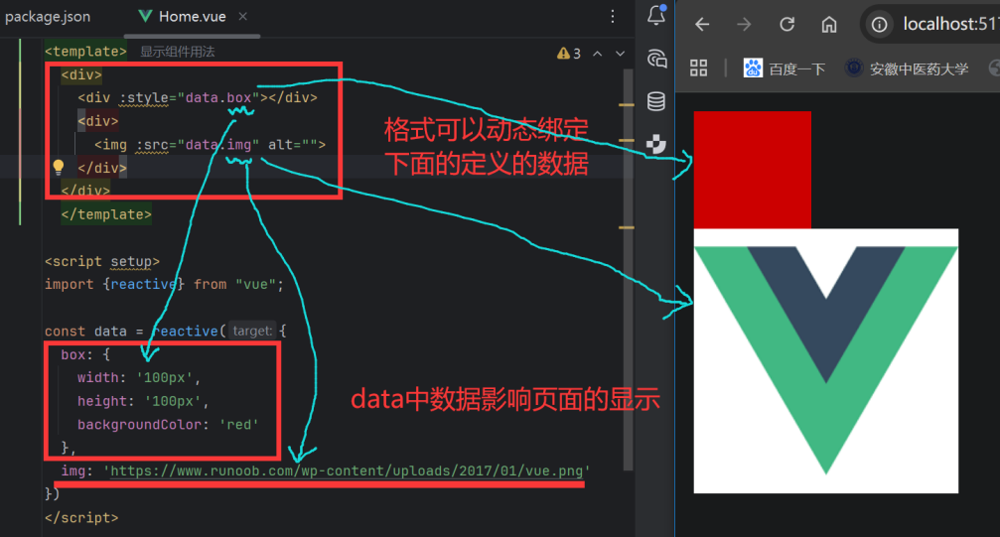 package.json
Home.vue
localhost:517
百度一下
安徽中医药大学
<template> 显示组件用法
3
<div>
<div :style="data.box"></div>
<div>
<img :src="data.img" alt="">
</div>
</div>
</template>
格式可以动态绑定
下面的定义的数据
<script setup>
import {reactive} from "vue";
const data = reactive( target: {
box: {
width: '100px',
height: '100px',
backgroundColor: 'red'
},
img: 'https://www.runoob.com/wp-content/uploads/2017/01/vue.png'
})
</script>
data中数据影响页面的显示